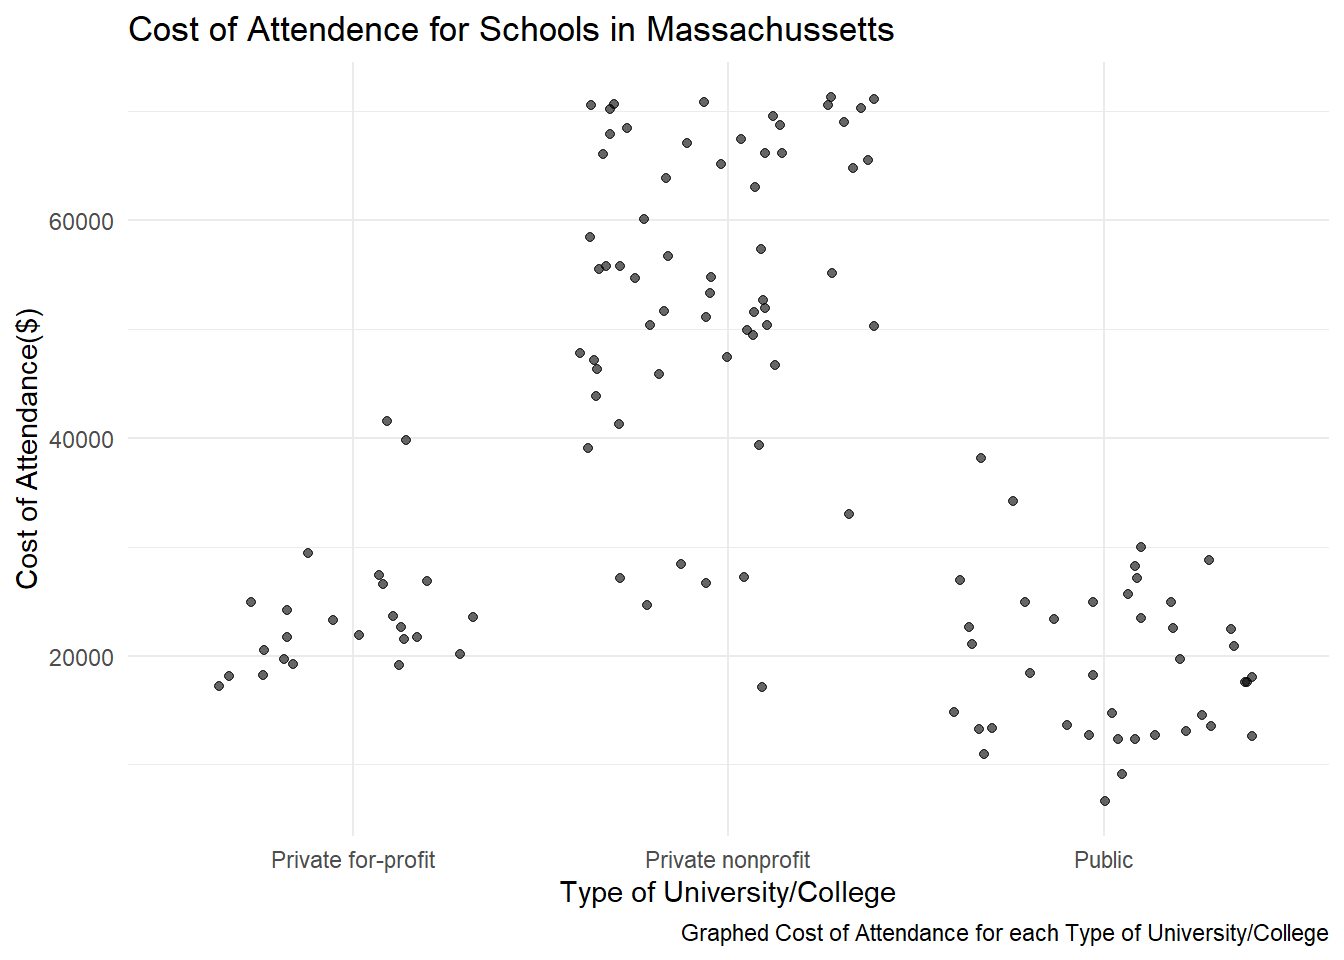 Cost of Attendence for Schools in Massachussetts
Cost of Attendance($)
60000
40000
20000
Private for-profit
Private nonprofit
Public
Type of University/College
Graphed Cost of Attendance for each Type of University/College